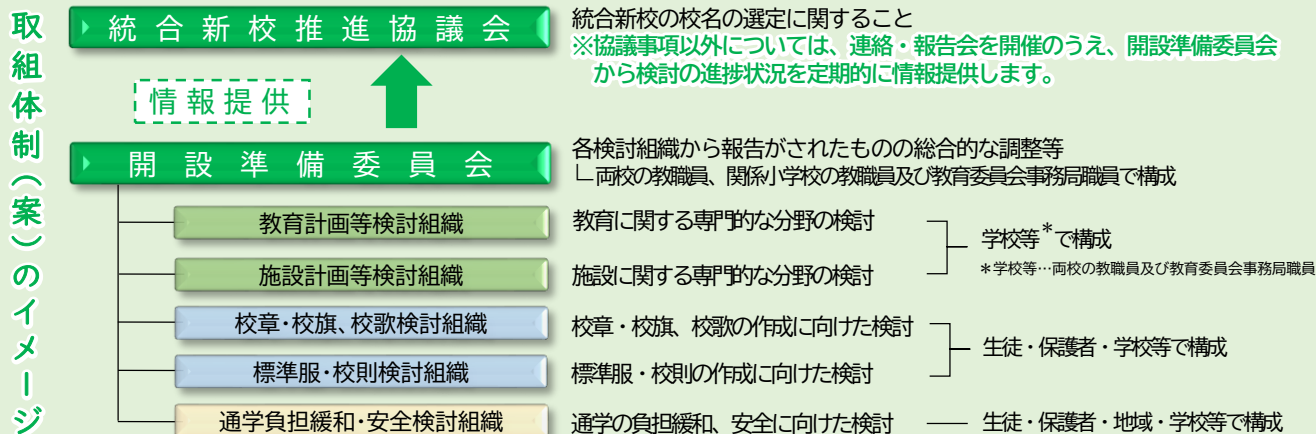 取組体制（案）のイメージ
統合新校推進協議会
統合新校の校名の選定に関すること
※協議事項以外については、連絡・報告会を開催のうえ、開設準備委員会
から検討の進捗状況を定期的に情報提供します。
情報提供
開設準備委員会
各検討組織から報告がされたものの総合的な調整等
└ 両校の教職員、関係小学校の教職員及び教育委員会事務局職員で構成
教育計画等検討組織
教育に関する専門的な分野の検討
施設計画等検討組織
施設に関する専門的な分野の検討
学校等＊で構成
＊学校等…両校の教職員及び教育委員会事務局職員
校章・校旗、校歌検討組織
校章・校旗、校歌の作成に向けた検討
標準服・校則検討組織
標準服・校則の作成に向けた検討
生徒・保護者・学校等で構成
通学負担緩和・安全検討組織
通学の負担緩和、安全に向けた検討
生徒・保護者・地域・学校等で構成